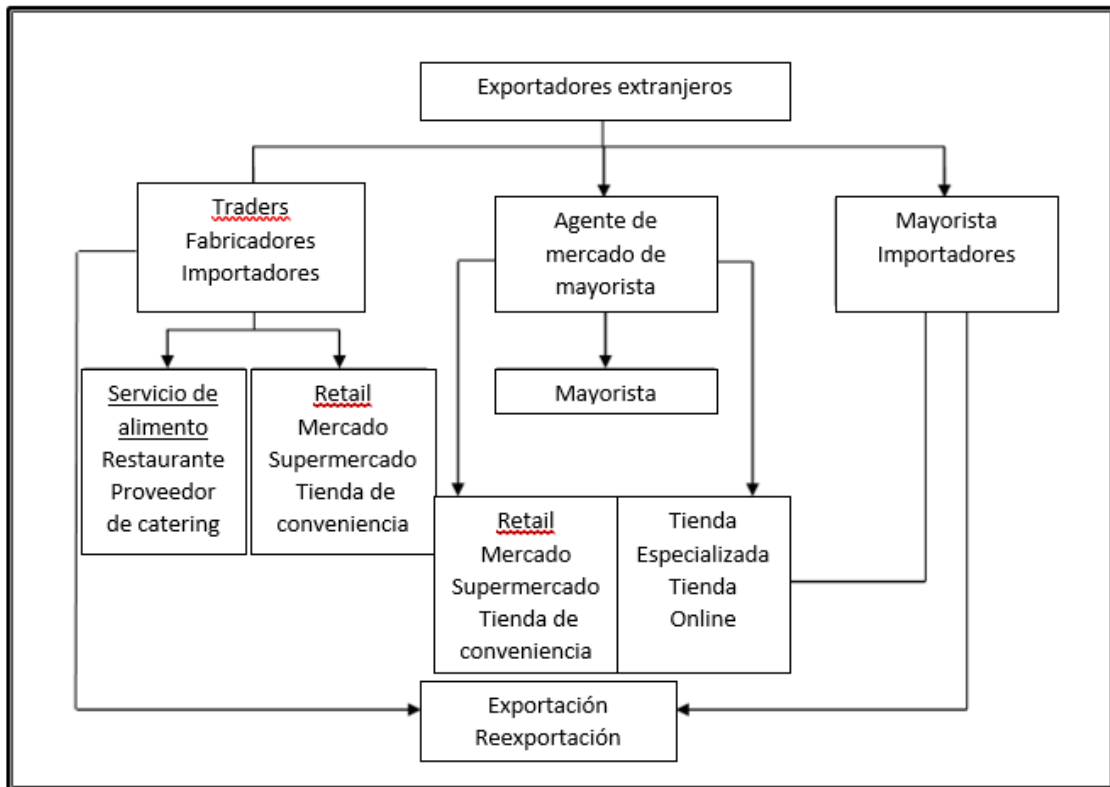 Exportadores extranjeros
Traders
Fabricadores
Importadores
Agente de
mercado de
mayorista
Mayorista
Importadores
Servicio de
alimento
Restaurante
Proveedor
de catering
Retail
Mercado
Supermercado
Tienda de
conveniencia
Mayorista
Retail
Mercado
Supermercado
Tienda de
conveniencia
Tienda
Especializada
Tienda
Online
Exportación
Reexportación